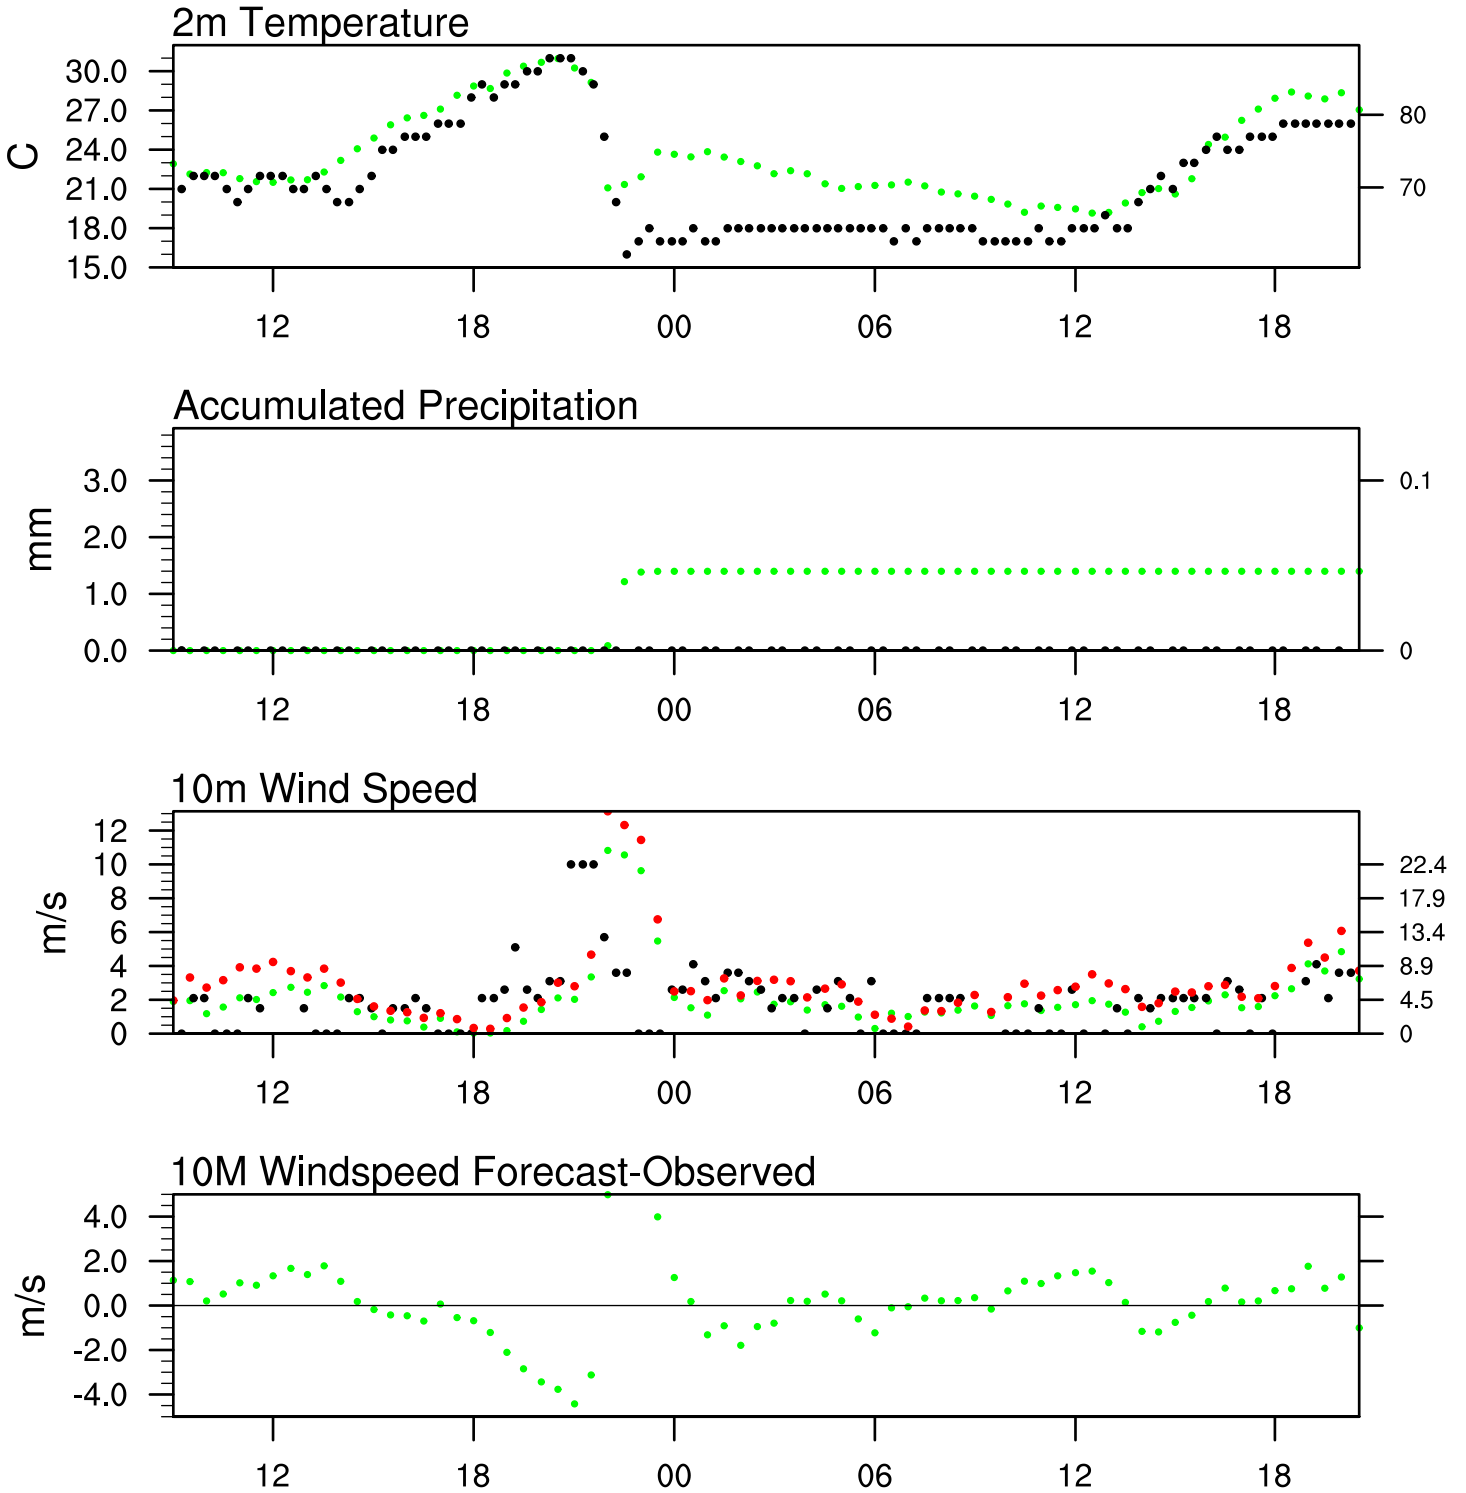 2m Temperature
30.0
27.0
24.0
21.0
18.0
15.0
C
80
70
12 18 00 06 12 18
Accumulated Precipitation
3.0
2.0
1.0
0.0
mm
0.1
0
12 18 00 06 12 18
10m Wind Speed
12
10
8
6
4
2
0
m/s
22.4
17.9
13.4
8.9
4.5
0
12 18 00 06 12 18
10M Windspeed Forecast-Observed
4.0
2.0
0.0
-2.0
-4.0
m/s
12 18 00 06 12 18